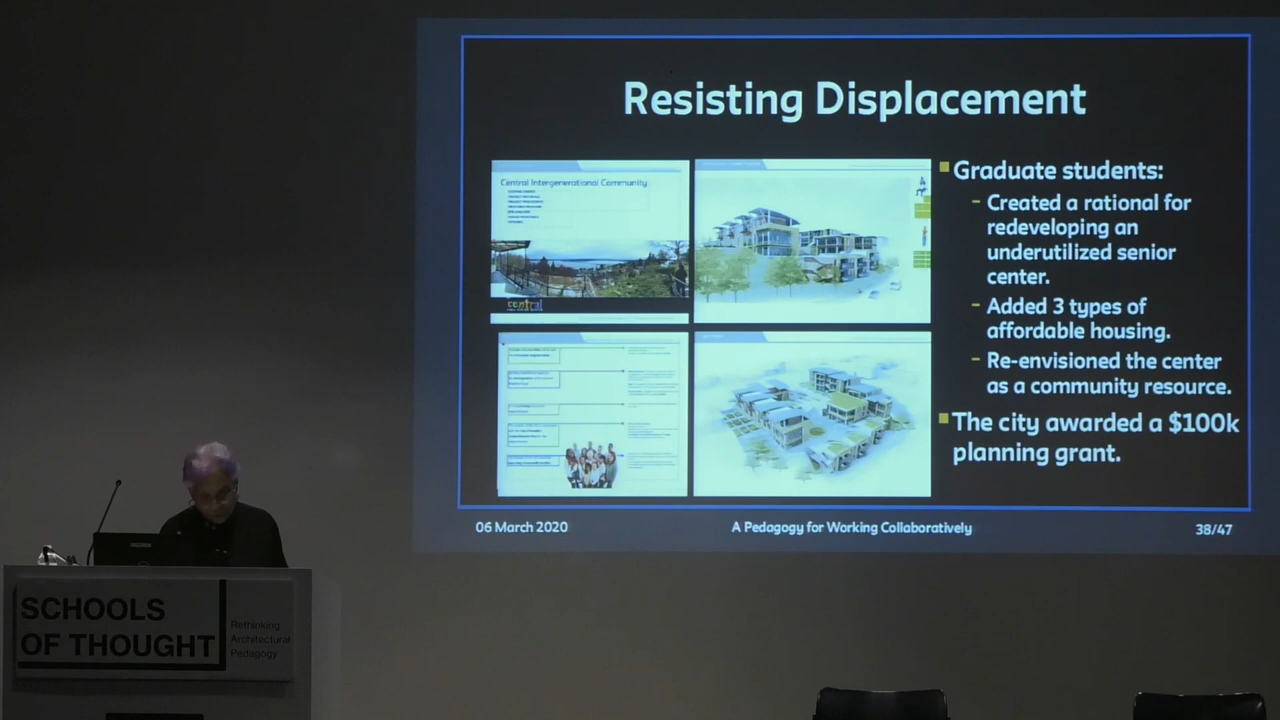 Resisting Displacement
Central Intergenerational Community
central
Graduate students:
- Created a rational for
redeveloping an
underutilized senior
center.
- Added 3 types of
affordable housing.
- Re-envisioned the center
as a community resource.
The city awarded a $100k
planning grant.
06 March 2020
A Pedagogy for Working Collaboratively
38/47
SCHOOLS
OF THOUGHT
Rethinking
Architectural
Pedagogy